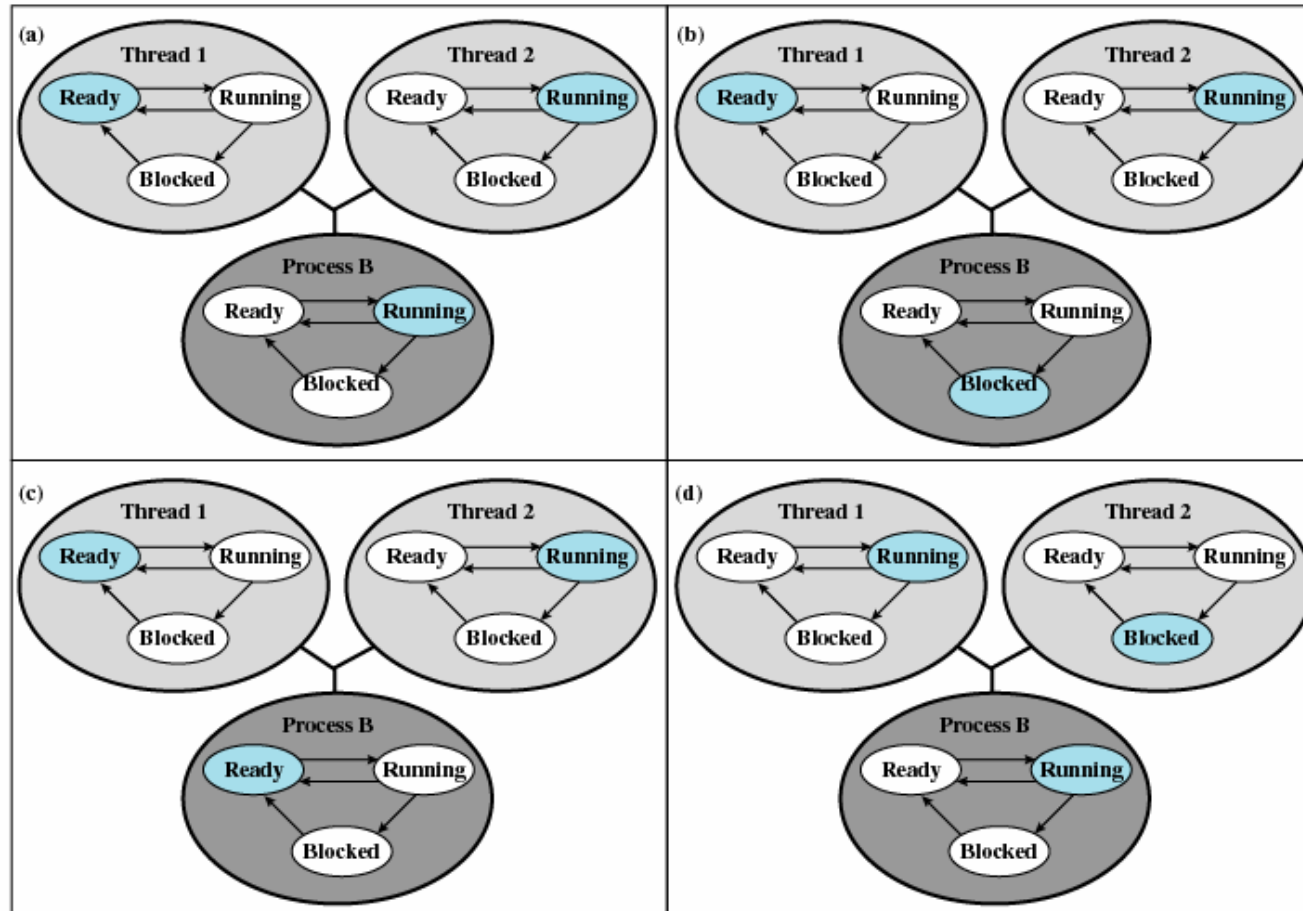 (a)
Thread 1
Ready
Running
Blocked
Thread 2
Ready
Running
Blocked
Process B
Ready
Running
Blocked
(b)
Thread 1
Ready
Running
Blocked
Thread 2
Ready
Running
Blocked
Process B
Ready
Running
Blocked
(c)
Thread 1
Ready
Running
Blocked
Thread 2
Ready
Running
Blocked
Process B
Ready
Running
Blocked
(d)
Thread 1
Ready
Running
Blocked
Thread 2
Ready
Running
Blocked
Process B
Ready
Running
Blocked